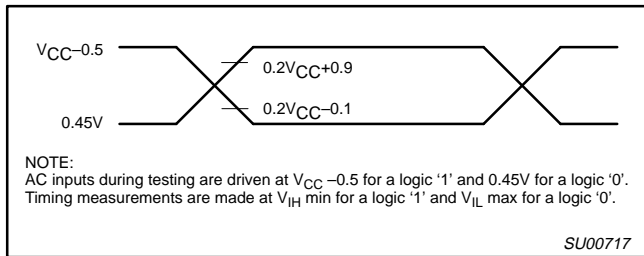 VCC–0.5
0.2VCC+0.9
0.2VCC–0.1
0.45V
NOTE:
AC inputs during testing are driven at VCC –0.5 for a logic ‘1’ and 0.45V for a logic ‘0’.
Timing measurements are made at VIH min for a logic ‘1’ and VIL max for a logic ‘0’.
SU00717